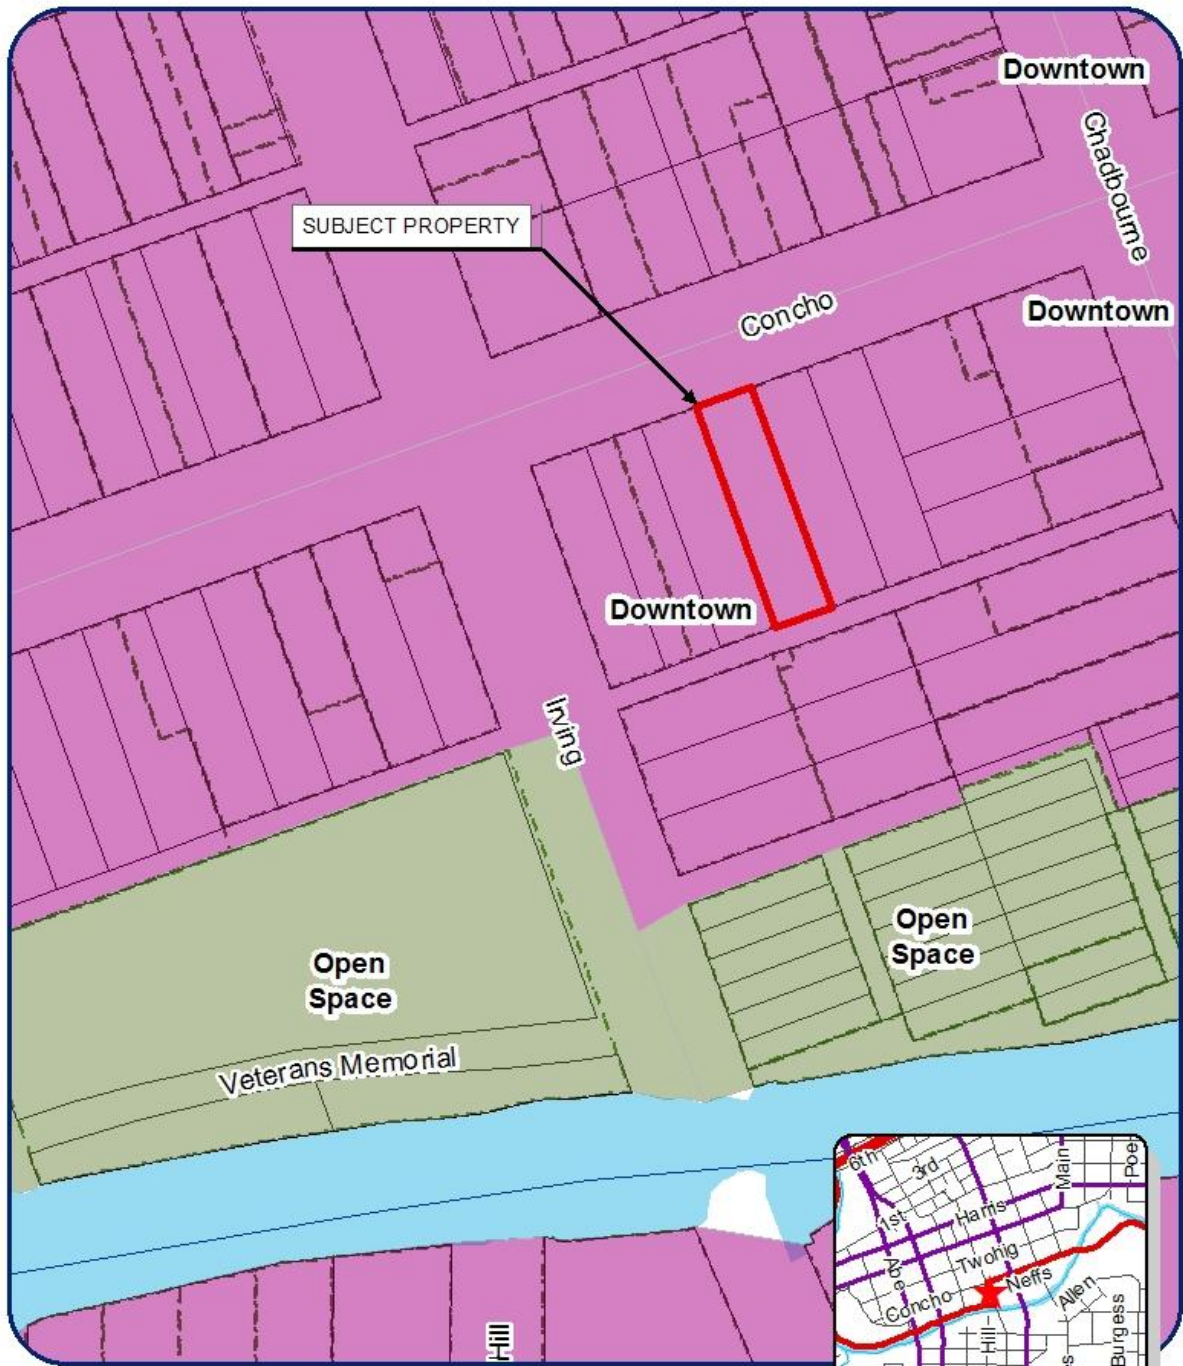 Downtown
Chadbourne
SUBJECT PROPERTY
Concho
Downtown
Downtown
Irving
Open
Space
Open
Space
Veterans Memorial
Hill
6th
3rd
Main
Poe
1st
Harris
Twohig
Abe
Neffs
Concho
Allen
Hill
Burgess